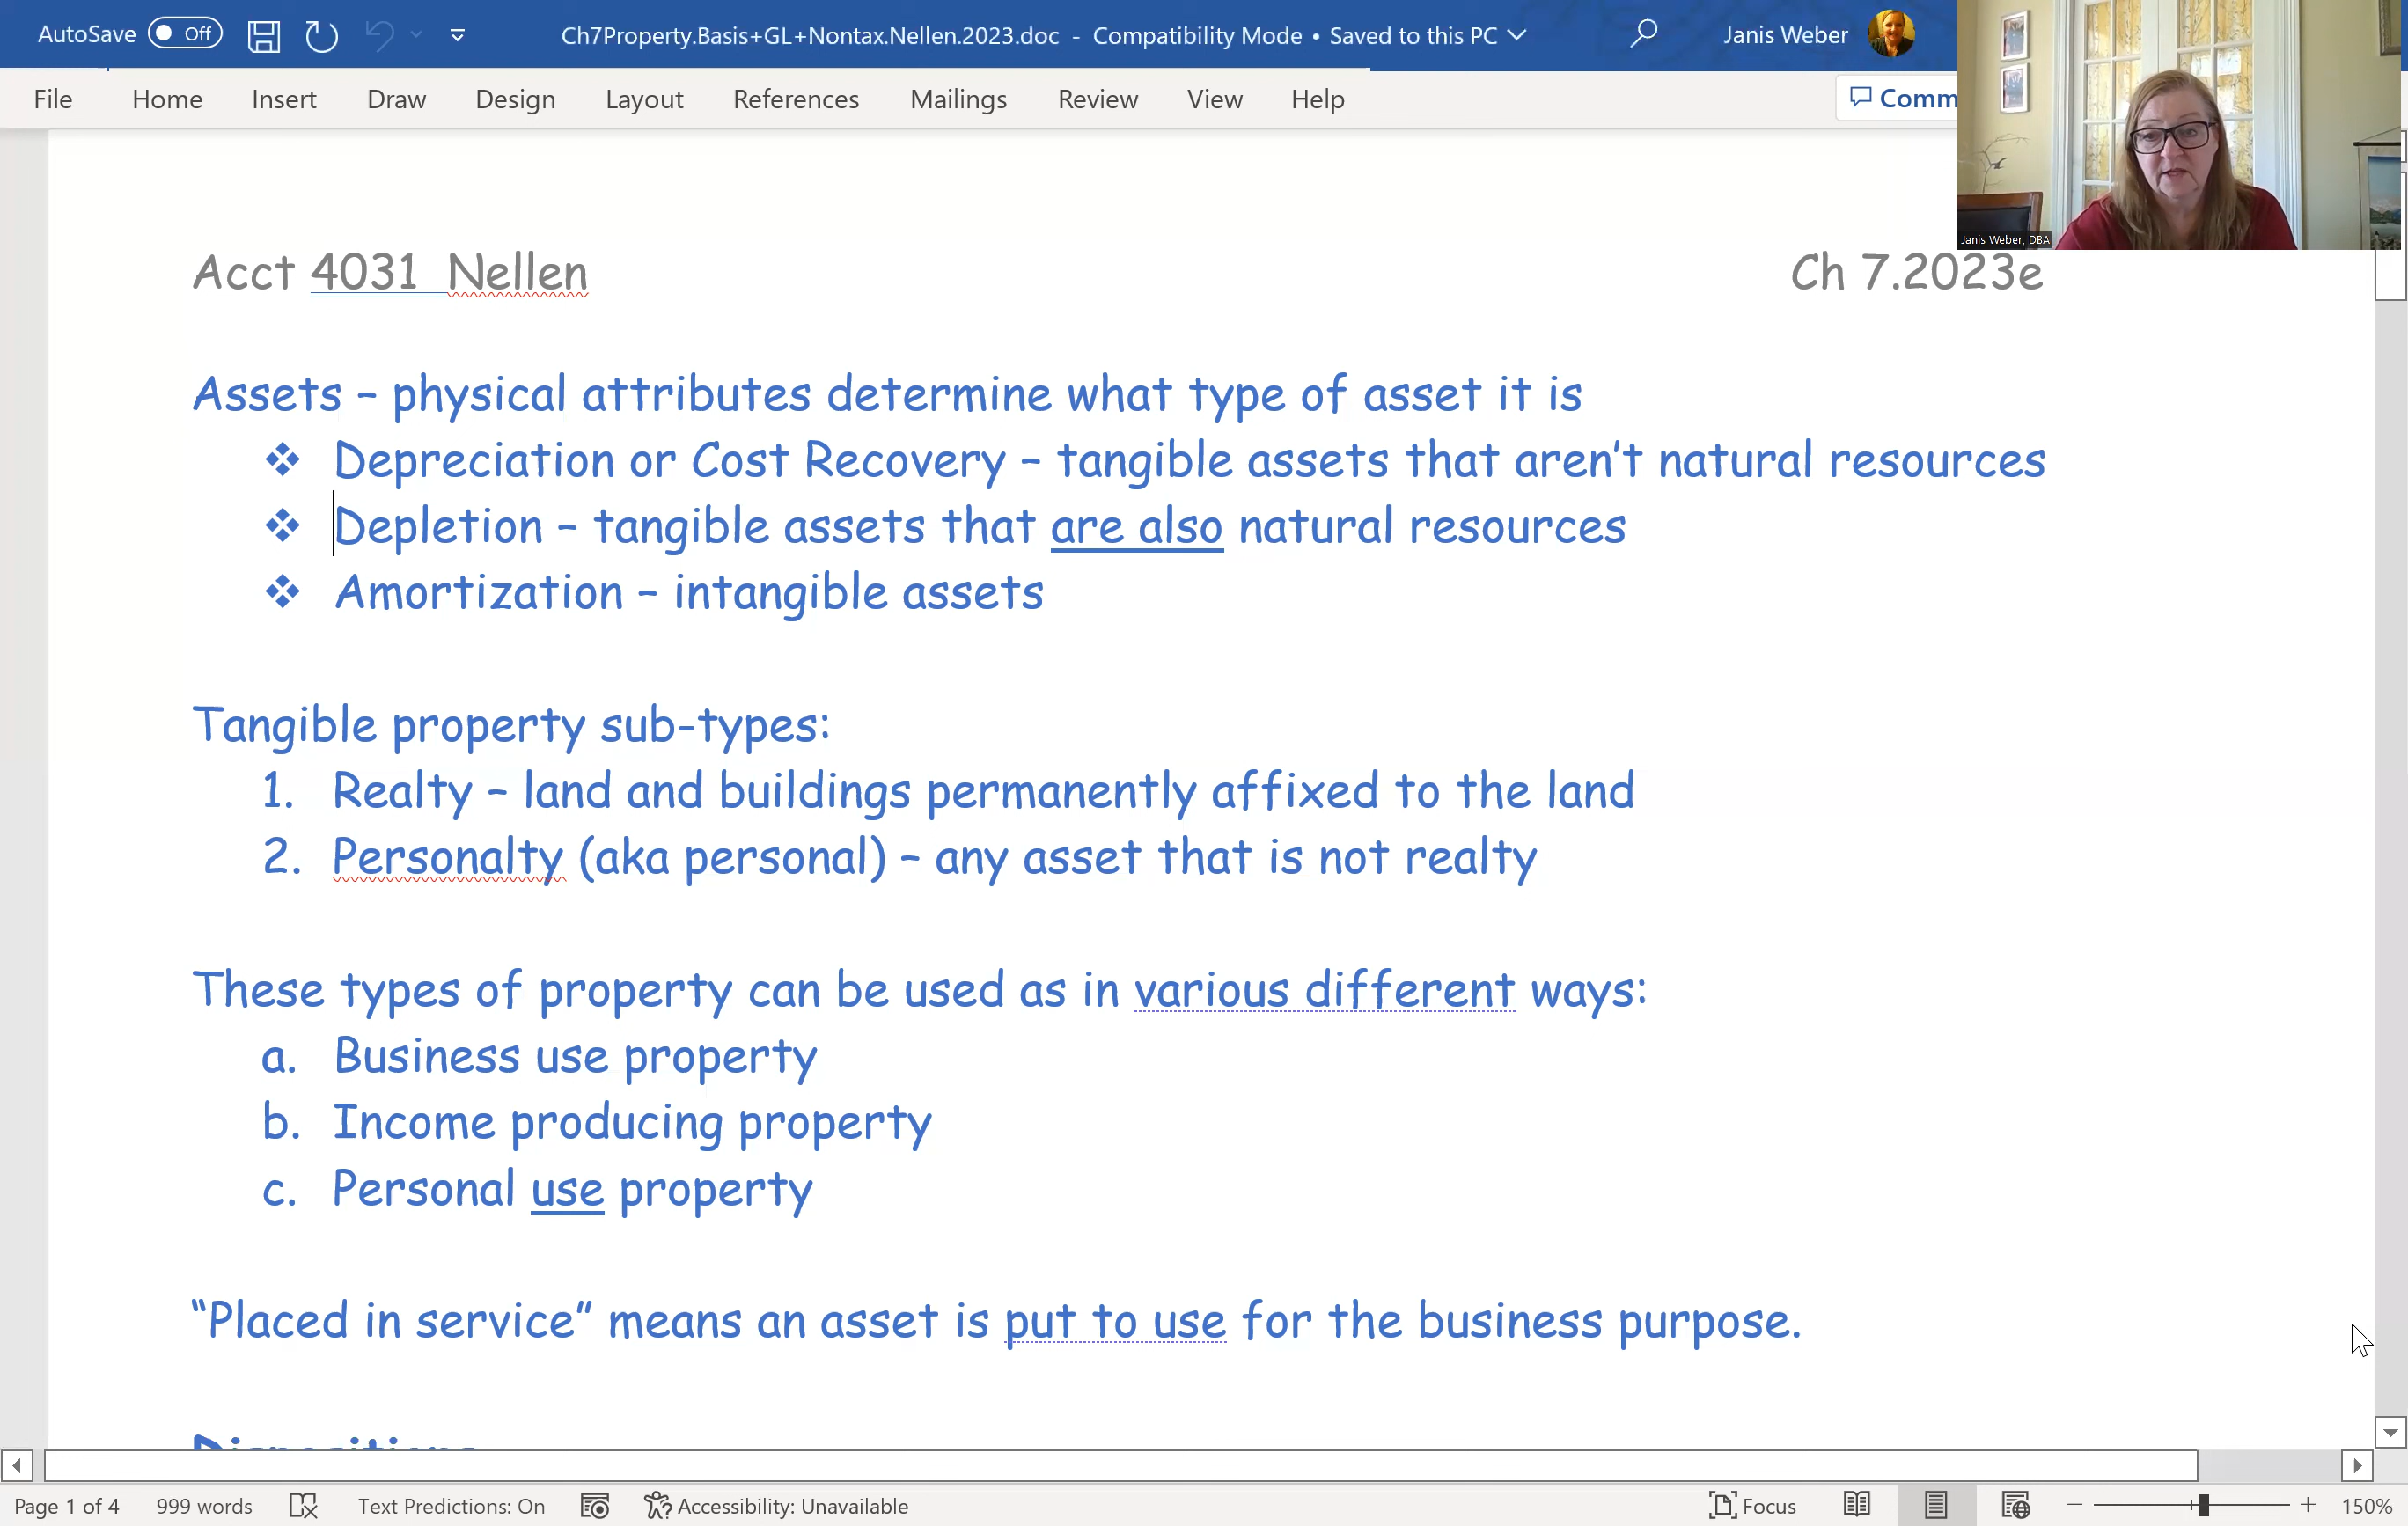 AutoSave Off Ch7Property.Basis+GL+Nontax.Nellen.2023.doc - Compatibility Mode • Saved to this PC Janis Weber
File Home Insert Draw Design Layout References Mailings Review View Help Comm
Janis Weber, DBA
Acct 4031 Nellen Ch 7.2023e
Assets – physical attributes determine what type of asset it is
❖ Depreciation or Cost Recovery – tangible assets that aren’t natural resources
❖ Depletion – tangible assets that are also natural resources
❖ Amortization – intangible assets
Tangible property sub-types:
1. Realty – land and buildings permanently affixed to the land
2. Personalty (aka personal) – any asset that is not realty
These types of property can be used as in various different ways:
a. Business use property
b. Income producing property
c. Personal use property
“Placed in service” means an asset is put to use for the business purpose.
Dispositions
Page 1 of 4 999 words Text Predictions: On Accessibility: Unavailable Focus 150%